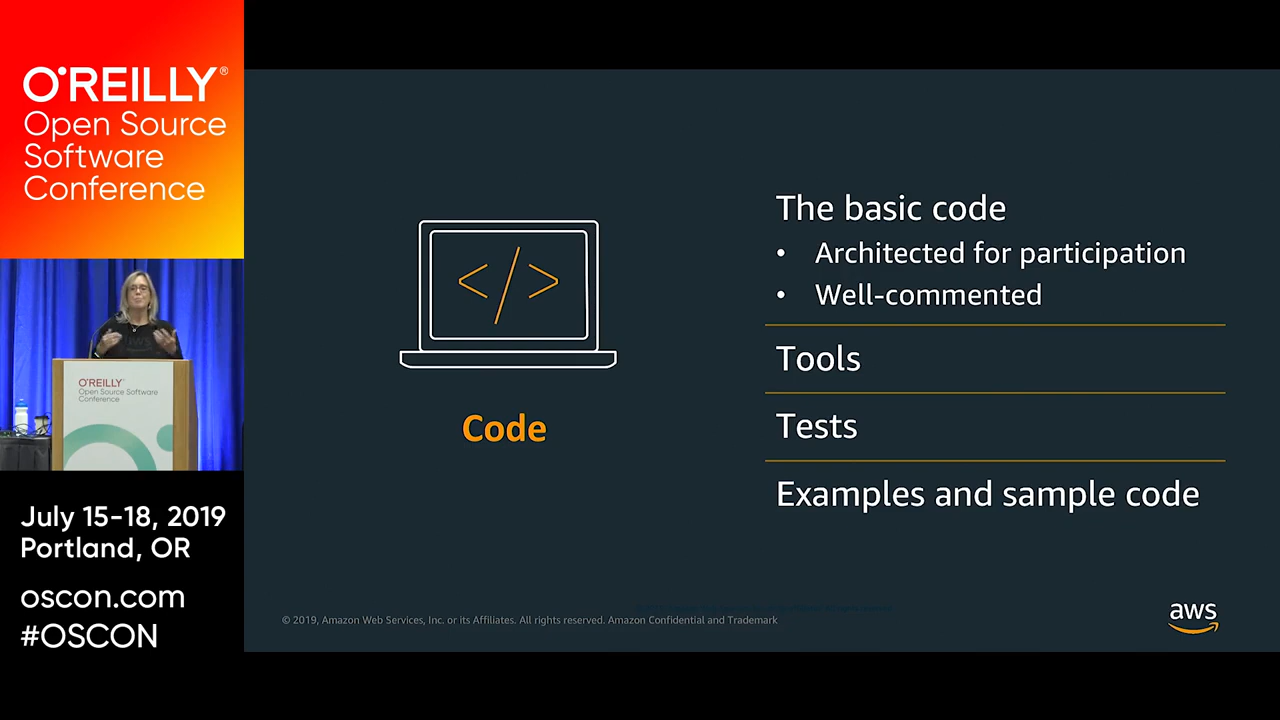 O'REILLY®
Open Source
Software
Conference
aws
O'REILLY
Open Source Software
Conference
July 15-18, 2019
Portland, OR
oscon.com
#OSCON
</>
Code
The basic code
• Architected for participation
• Well-commented
Tools
Tests
Examples and sample code
© 2019, Amazon Web Services, Inc. or its Affiliates. All rights reserved. Amazon Confidential and Trademark
aws